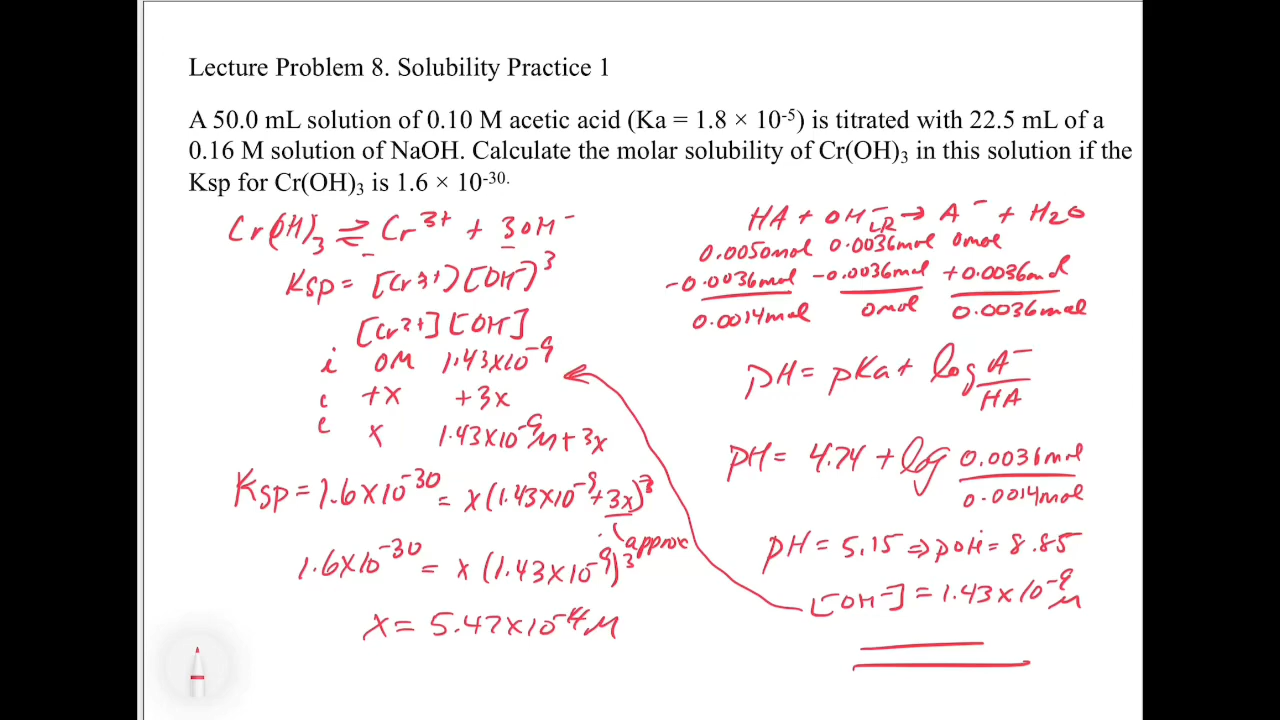 Lecture Problem 8. Solubility Practice 1
A 50.0 mL solution of 0.10 M acetic acid (Ka = 1.8 × 10⁻⁵) is titrated with 22.5 mL of a
0.16 M solution of NaOH. Calculate the molar solubility of Cr(OH)₃ in this solution if the
Ksp for Cr(OH)₃ is 1.6 × 10⁻³⁰.
Cr(OH)₃ ⇌ Cr³⁺ + 3OH⁻
Ksp = [Cr³⁺][OH⁻]³
[Cr³⁺][OH⁻]
i 0M 1.43x10⁻⁹
c +x +3x
e x 1.43x10⁻⁹M + 3x
Ksp = 1.6x10⁻³⁰ = x(1.43x10⁻⁹+3x)³
approx
1.6x10⁻³⁰ = x(1.43x10⁻⁹)³
x = 5.47x10⁻⁴M
HA + OH⁻ → A⁻ + H2O
LR
0.0050mol 0.0036mol 0mol
-0.0036mol -0.0036mol +0.0036mol
0.0014mol 0mol 0.0036mol
pH = pKa + log A⁻/HA
pH = 4.74 + log 0.0036mol/0.0014mol
pH = 5.15 ⇒ pOH = 8.85
[OH⁻] = 1.43x10⁻⁹M